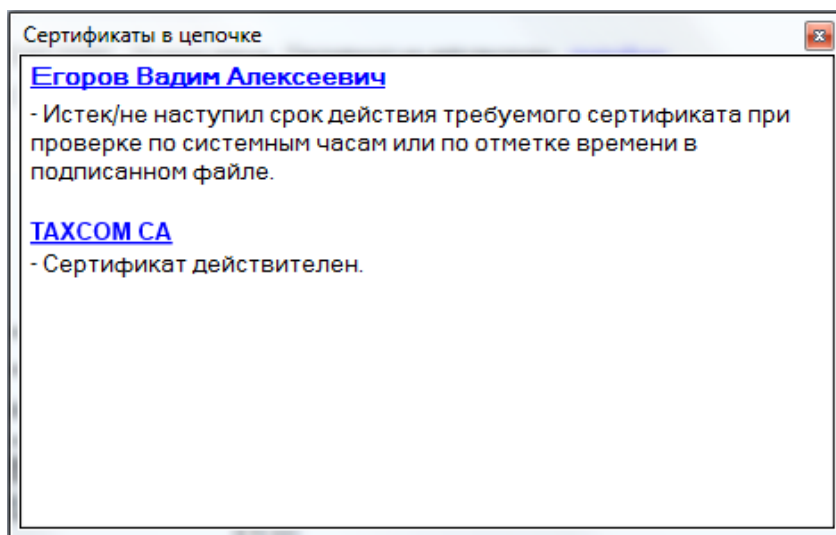 Сертификаты в цепочке
Егоров Вадим Алексеевич
- Истек/не наступил срок действия требуемого сертификата при
проверке по системным часам или по отметке времени в
подписанном файле.
TAXCOM CA
- Сертификат действителен.